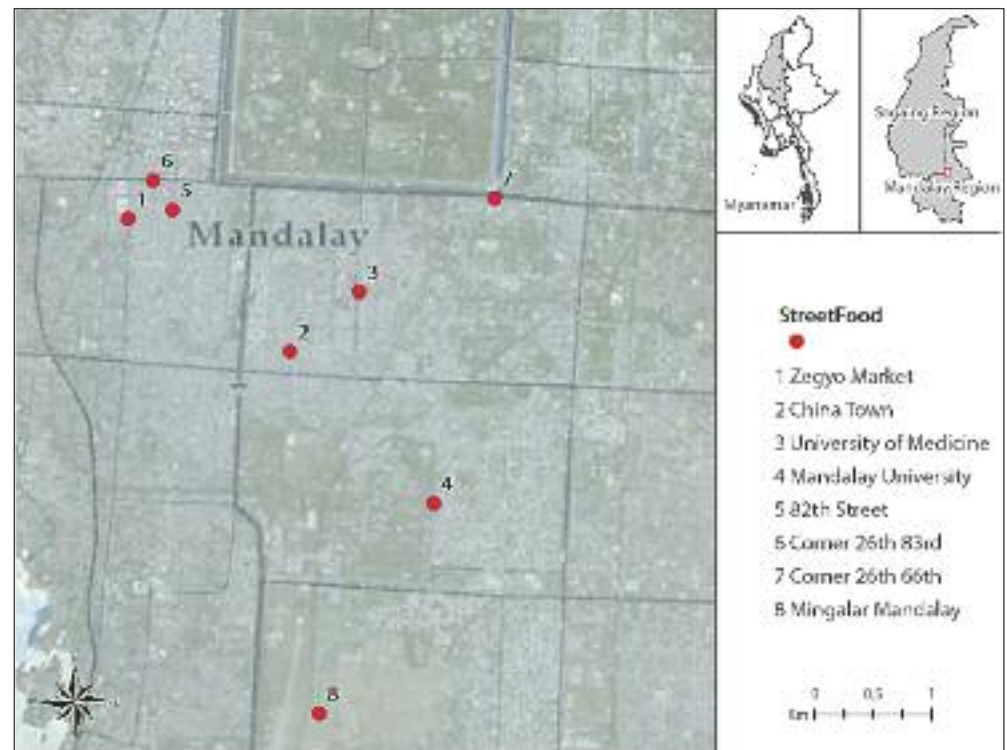 6
5
1
7
Mandalay
3
2
4
8
Myanamar
Sagaing Region
Mandalay Region
StreetFood
1 Zegyo Market
2 China Town
3 University of Medicine
4 Mandalay University
5 82th Street
6 Corner 26th 83rd
7 Corner 26th 66th
8 Mingalar Mandalay
0 0,5 1
Km